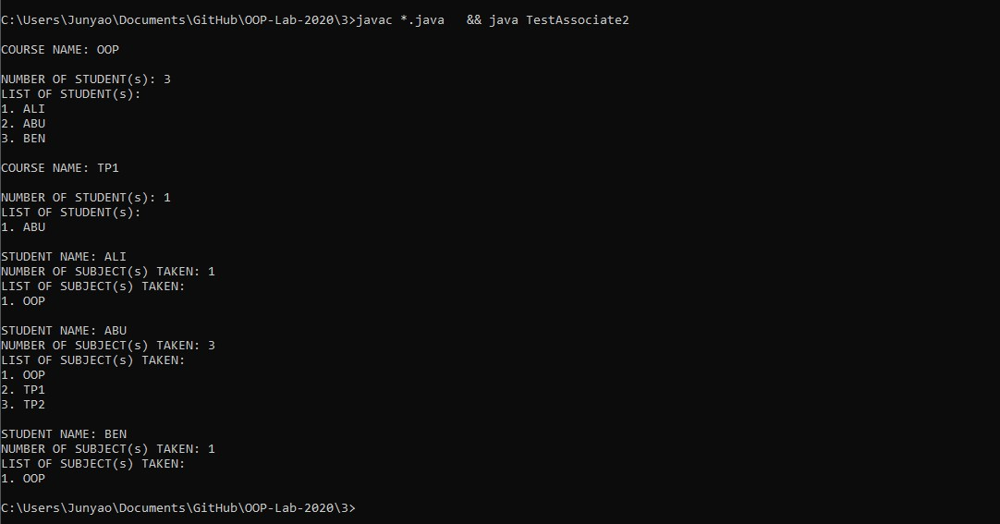 C:\Users\Junyao\Documents\GitHub\OOP-Lab-2020\3>javac *.java   && java TestAssociate2
COURSE NAME: OOP
NUMBER OF STUDENT(s): 3
LIST OF STUDENT(s):
1. ALI
2. ABU
3. BEN
COURSE NAME: TP1
NUMBER OF STUDENT(s): 1
LIST OF STUDENT(s):
1. ABU
STUDENT NAME: ALI
NUMBER OF SUBJECT(s) TAKEN: 1
LIST OF SUBJECT(s) TAKEN:
1. OOP
STUDENT NAME: ABU
NUMBER OF SUBJECT(s) TAKEN: 3
LIST OF SUBJECT(s) TAKEN:
1. OOP
2. TP1
3. TP2
STUDENT NAME: BEN
NUMBER OF SUBJECT(s) TAKEN: 1
LIST OF SUBJECT(s) TAKEN:
1. OOP
C:\Users\Junyao\Documents\GitHub\OOP-Lab-2020\3>